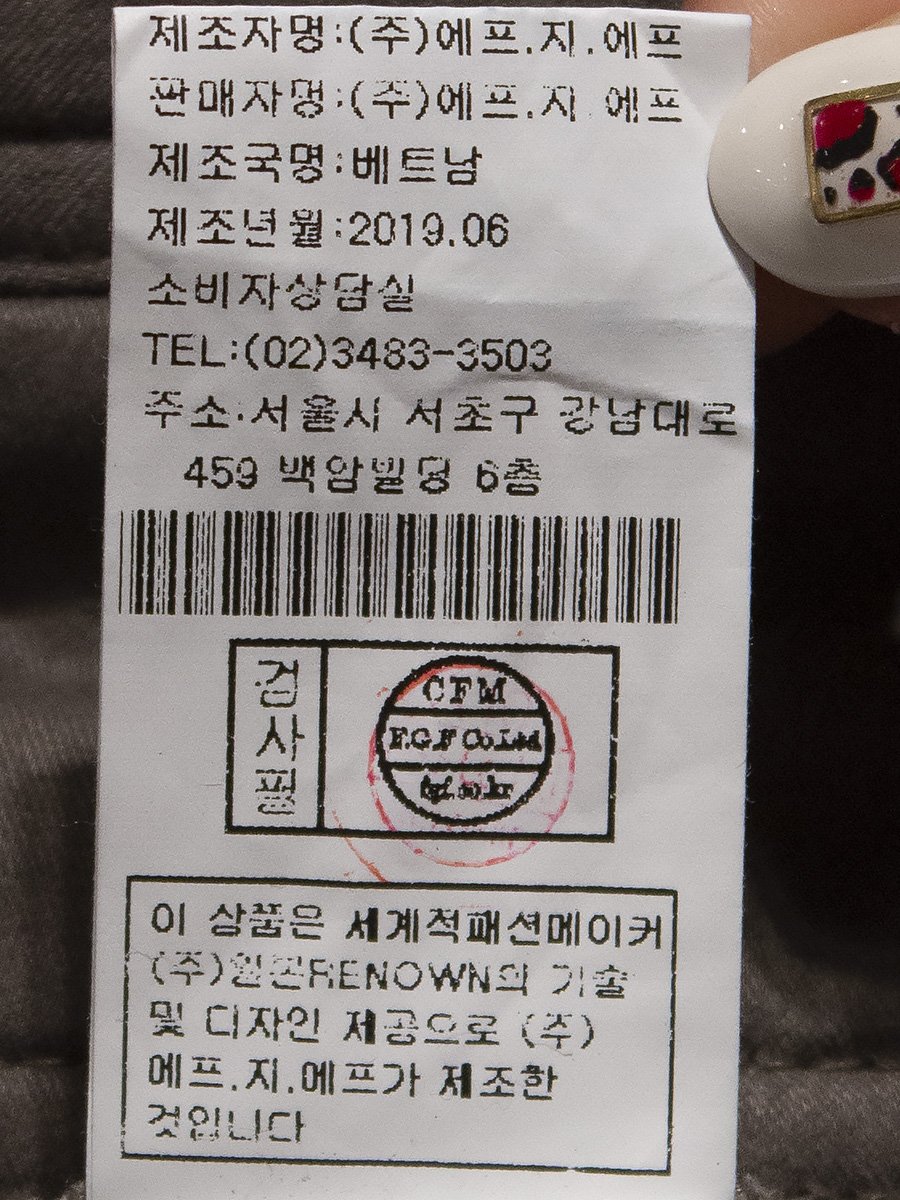 제조자명:(주)에프.지.에프
판매자명:(주)에프.지 에프
제조국명:베트남
제조년월:2019.06
소비자상담실
TEL:(02)3483-3503
주소.서울시 서초구 강남대로
459 백암빌딩 6층
검사필
CFM
F.G.F Co.Ltd
fgf.co.kr
이 상품은 세계적패션메이커
(주)일본RENOWN의 기술
및 디자인 제공으로 (주)
에프.지.에프가 제조한
것입니다